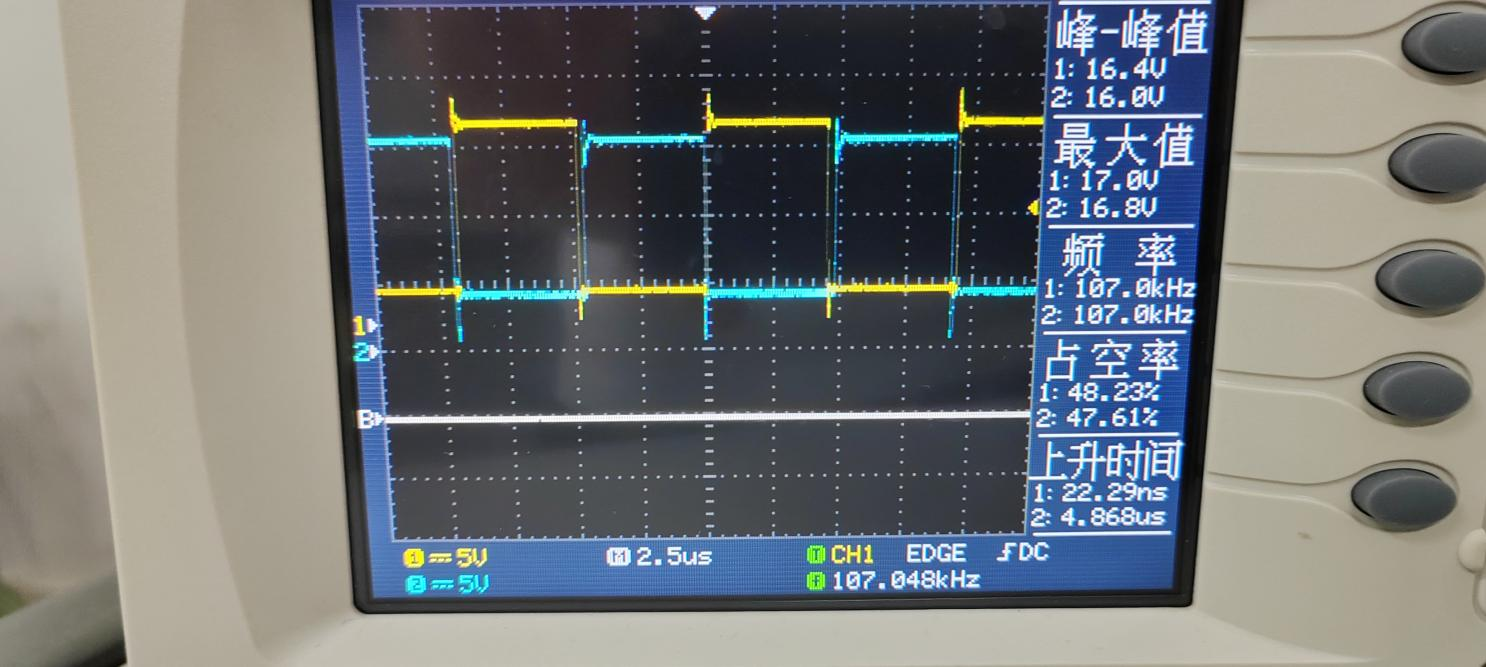 峰-峰值
1: 16.4V
2: 16.0V
最大值
1: 17.0V
2: 16.8V
频 率
1: 107.0kHz
2: 107.0kHz
占空率
1: 48.23%
2: 47.61%
上升时间
1: 22.29ns
2: 4.868us
1
2
B
1 5V M 2.5us T CH1 EDGE DC
2 5V f 107.048kHz